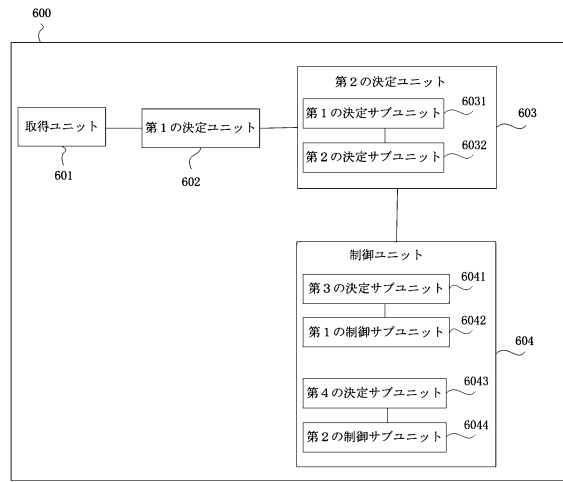 600
取得ユニット
601
第1の決定ユニット
602
第2の決定ユニット
第1の決定サブユニット
6031
第2の決定サブユニット
6032
603
制御ユニット
第3の決定サブユニット
6041
第1の制御サブユニット
6042
604
第4の決定サブユニット
6043
第2の制御サブユニット
6044